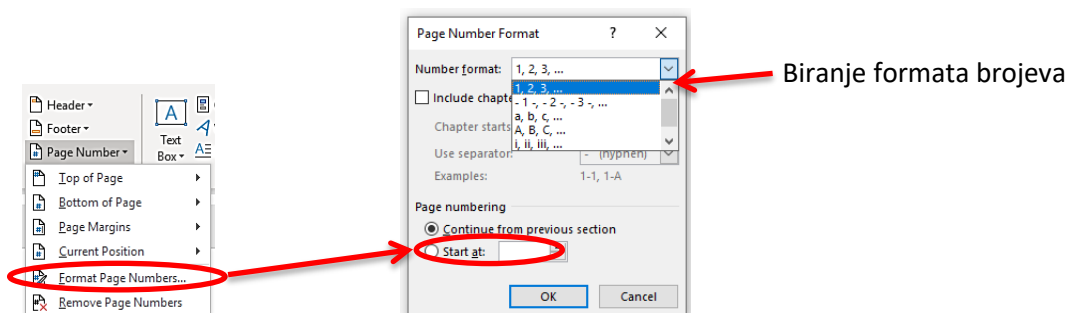 Header
Footer
Page Number
Text
Box
A
Top of Page
Bottom of Page
Page Margins
Current Position
Format Page Numbers...
Remove Page Numbers
Page Number Format ?
Number format: 1, 2, 3, ...
1, 2, 3, ...
Include chapte
- 1 -, - 2 -, - 3 -, ...
a, b, c, ...
Chapter starts
A, B, C, ...
i, ii, iii, ...
Use separator: - (hyphen)
Examples: 1-1, 1-A
Page numbering
Continue from previous section
Start at:
OK Cancel
Biranje formata brojeva